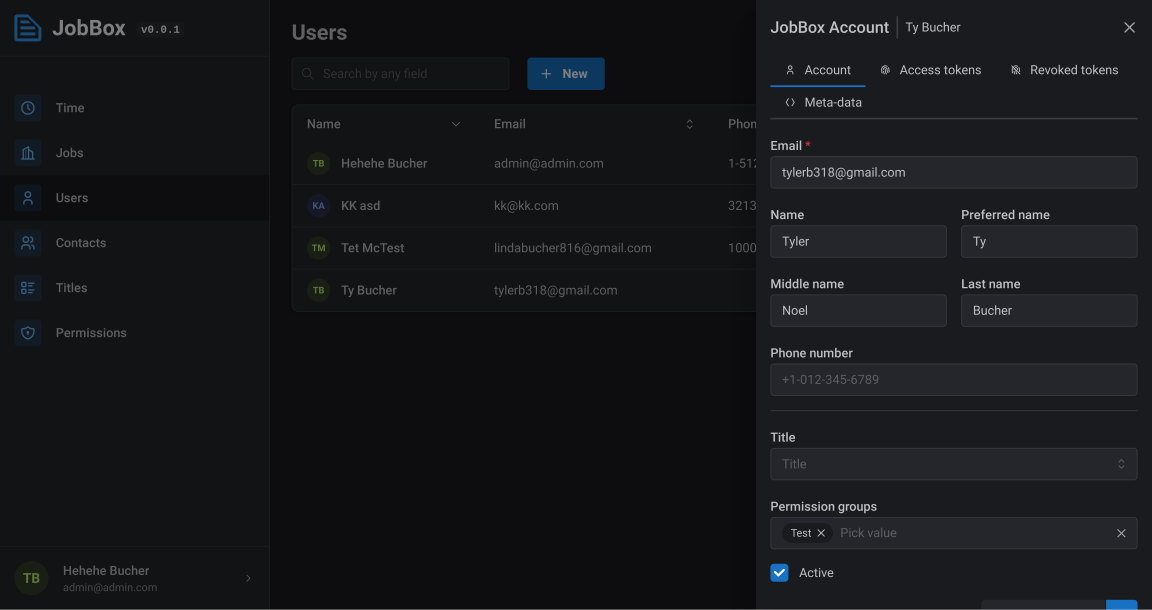 JobBox v0.0.1
Time
Jobs
Users
Contacts
Titles
Permissions
TB
Hehehe Bucher
admin@admin.com
Users
Search by any field
+ New
Name Email Phon
TB Hehehe Bucher admin@admin.com 1-512
KA KK asd kk@kk.com 3213
TM Tet McTest lindabucher816@gmail.com 1000
TB Ty Bucher tylerb318@gmail.com
JobBox Account Ty Bucher
Account Access tokens Revoked tokens
Meta-data
Email *
tylerb318@gmail.com
Name Preferred name
Tyler Ty
Middle name Last name
Noel Bucher
Phone number
+1-012-345-6789
Title
Title
Permission groups
Test Pick value
Active